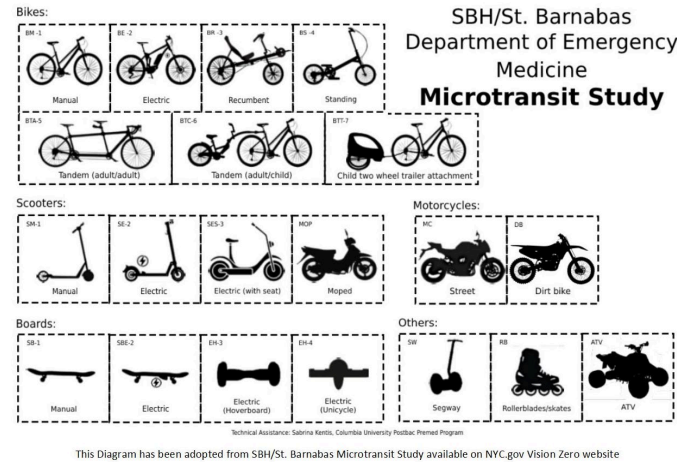 SBH/St. Barnabas
Department of Emergency
Medicine
Microtransit Study
Bikes:
BM -1
Manual
BE -2
Electric
BR -3
Recumbent
BS -4
Standing
BTA-5
Tandem (adult/adult)
BTC-6
Tandem (adult/child)
BTT-7
Child two wheel trailer attachment
Scooters:
SM-1
Manual
SE-2
Electric
SES-3
Electric (with seat)
MOP
Moped
Motorcycles:
MC
Street
DB
Dirt bike
Boards:
SB-1
Manual
SBE-2
Electric
EH-3
Electric
(Hoverboard)
EH-4
Electric
(Unicycle)
Others:
SW
Segway
RB
Rollerblades/skates
ATV
ATV
Technical Assistance: Sabrina Kentis, Columbia University Postbac Premed Program
This Diagram has been adopted from SBH/St. Barnabas Microtransit Study available on NYC.gov Vision Zero website